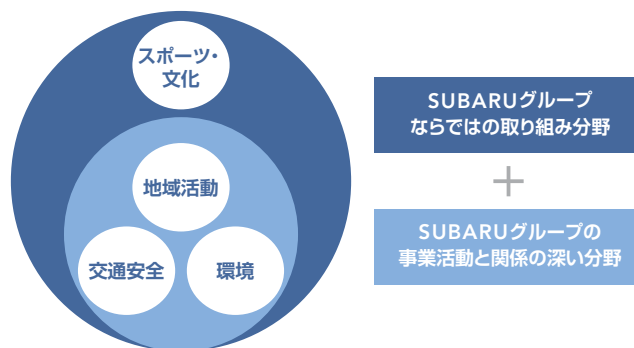 スポーツ・
文化
地域活動
交通安全
環境
SUBARUグループ
ならではの取り組み分野
＋
SUBARUグループの
事業活動と関係の深い分野